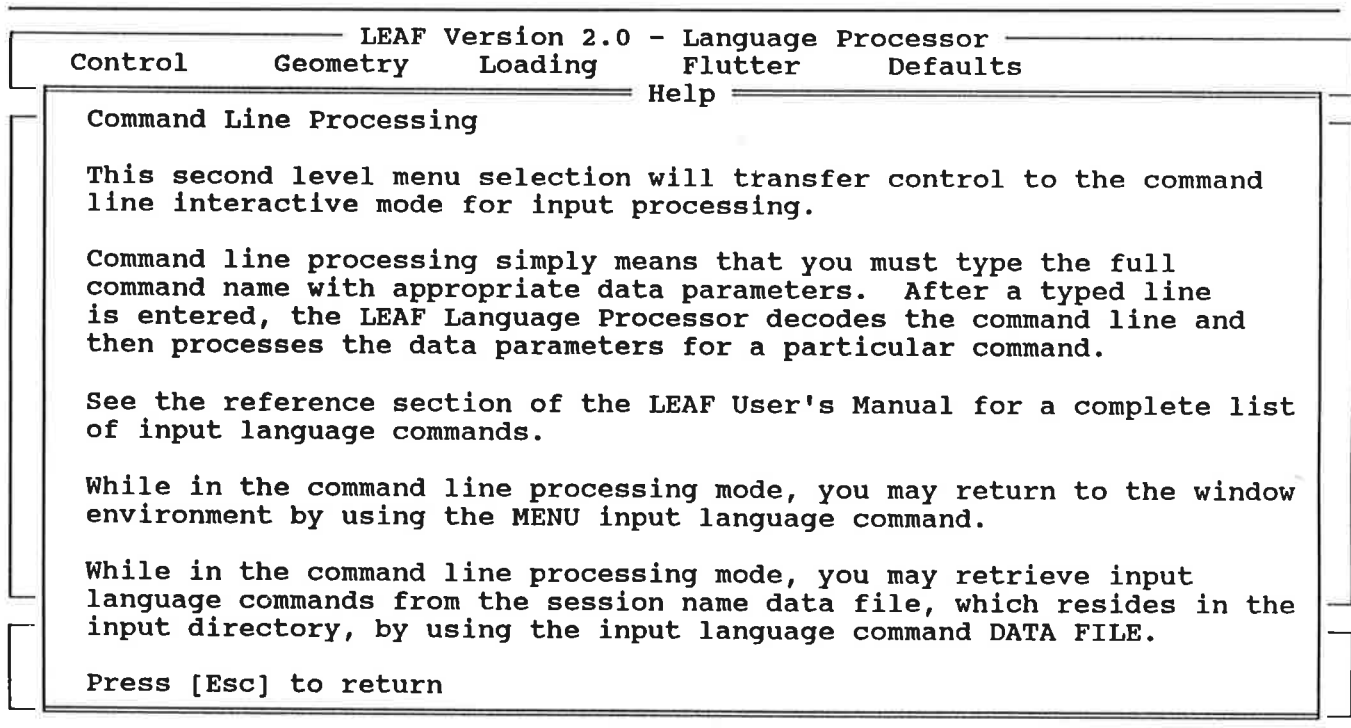 LEAF Version 2.0 - Language Processor
Control Geometry Loading Flutter Defaults
Help
Command Line Processing
This second level menu selection will transfer control to the command
line interactive mode for input processing.
Command line processing simply means that you must type the full
command name with appropriate data parameters. After a typed line
is entered, the LEAF Language Processor decodes the command line and
then processes the data parameters for a particular command.
See the reference section of the LEAF User's Manual for a complete list
of input language commands.
While in the command line processing mode, you may return to the window
environment by using the MENU input language command.
While in the command line processing mode, you may retrieve input
language commands from the session name data file, which resides in the
input directory, by using the input language command DATA FILE.
Press [Esc] to return